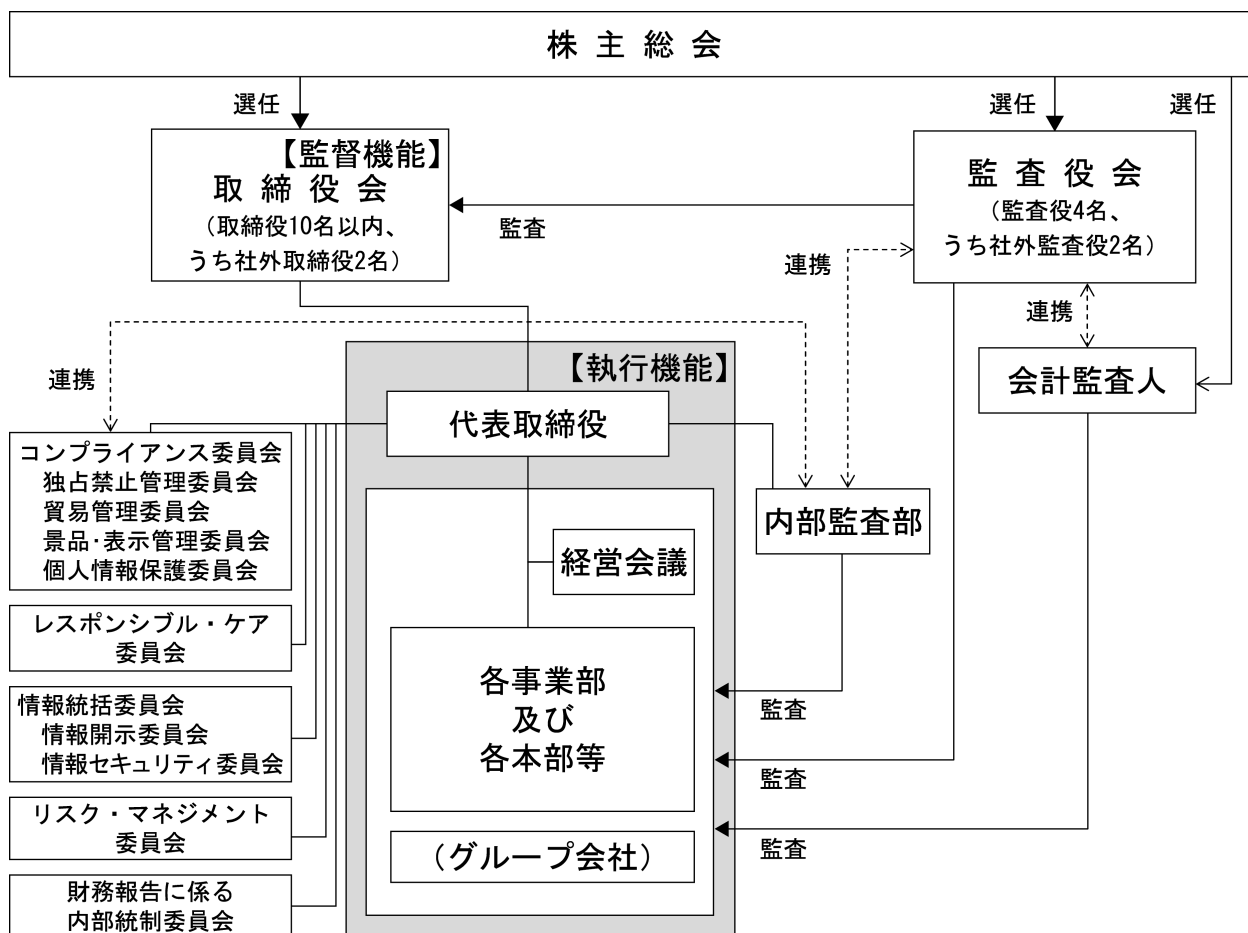 株主総会
選任
選任
選任
【監督機能】
取締役会
（取締役10名以内、
うち社外取締役2名）
監査役会
（監査役4名、
うち社外監査役2名）
監査
連携
連携
会計監査人
連携
【執行機能】
代表取締役
コンプライアンス委員会
独占禁止管理委員会
貿易管理委員会
景品・表示管理委員会
個人情報保護委員会
内部監査部
経営会議
レスポンシブル・ケア
委員会
各事業部
及び
各本部等
監査
情報統括委員会
情報開示委員会
情報セキュリティ委員会
監査
リスク・マネジメント
委員会
監査
（グループ会社）
財務報告に係る
内部統制委員会